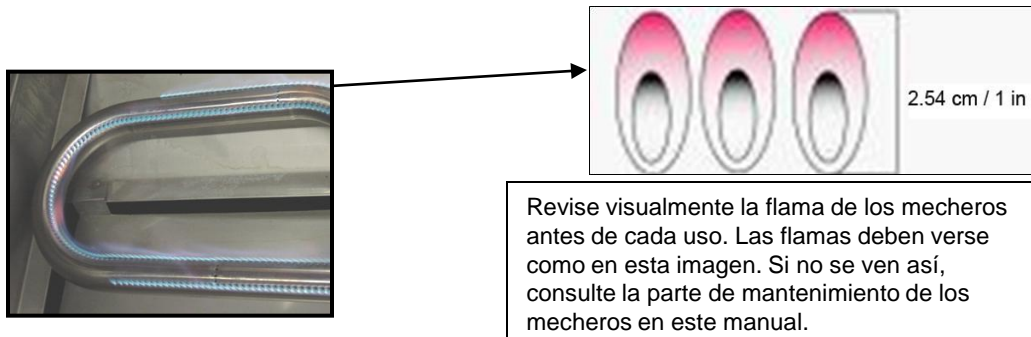 2.54 cm / 1 in
Revise visualmente la flama de los mecheros
antes de cada uso. Las flamas deben verse
como en esta imagen. Si no se ven así,
consulte la parte de mantenimiento de los
mecheros en este manual.